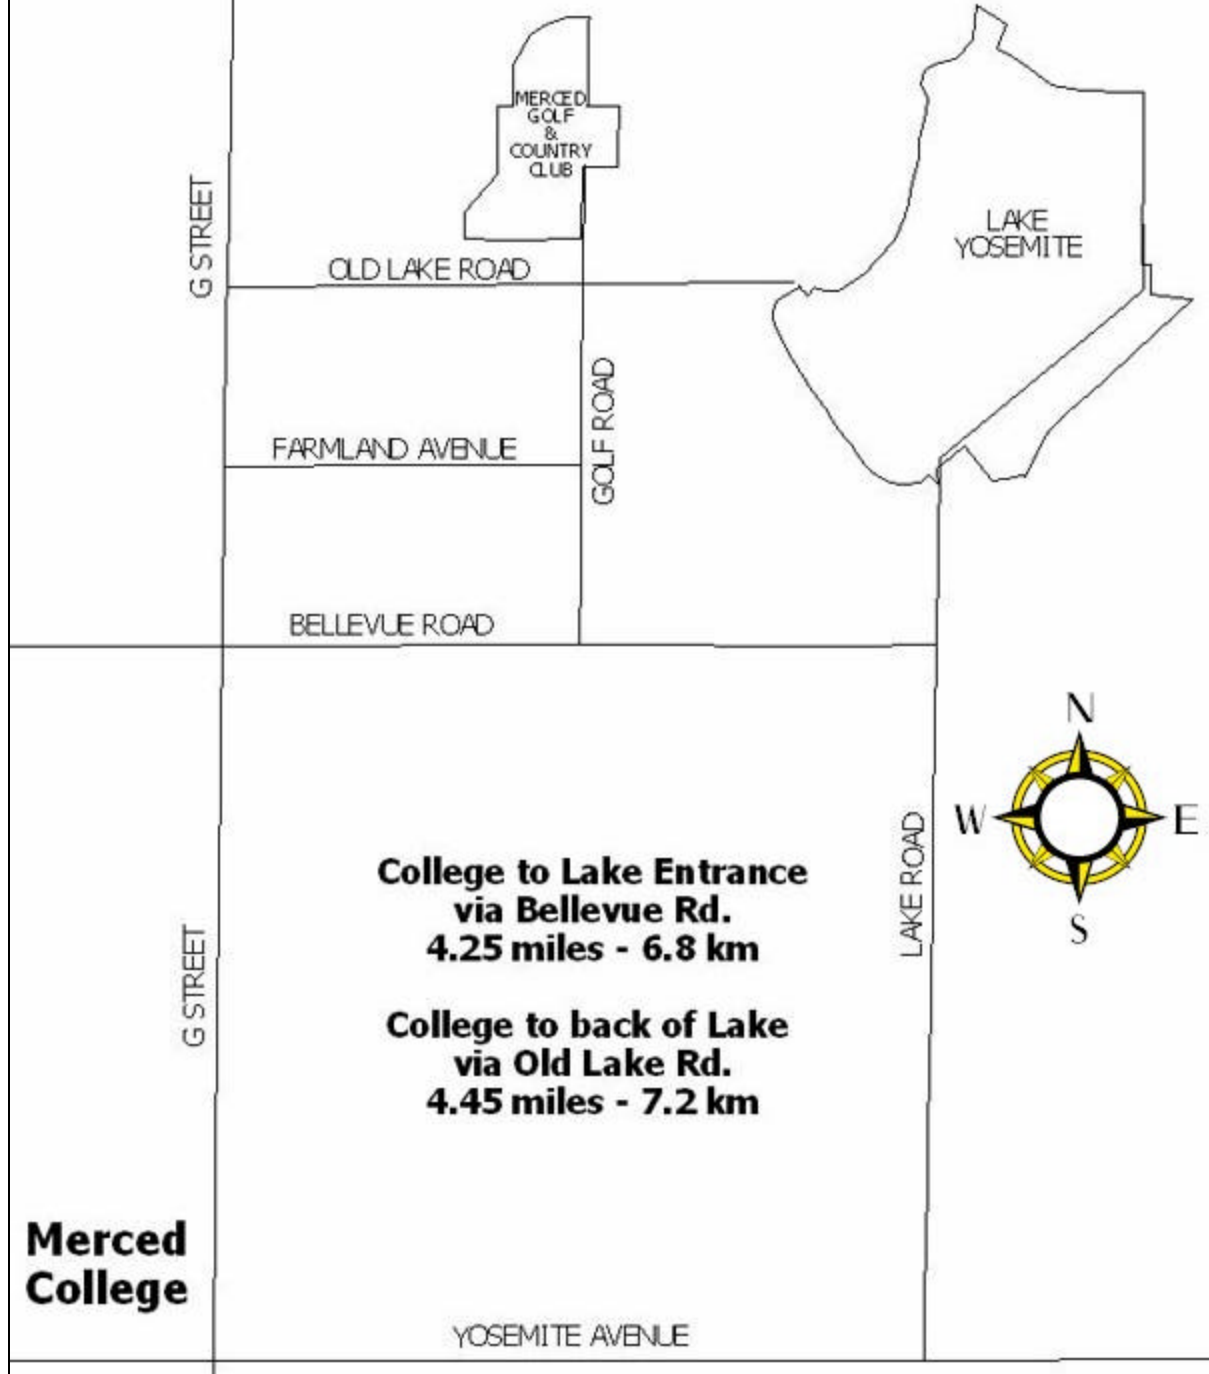 MERCED
GOLF
&
COUNTRY
CLUB
G STREET
LAKE
YOSEMITE
OLD LAKE ROAD
GOLF ROAD
FARMLAND AVENUE
BELLEVUE ROAD
N
W
E
S
LAKE ROAD
College to Lake Entrance
via Bellevue Rd.
4.25 miles - 6.8 km
G STREET
College to back of Lake
via Old Lake Rd.
4.45 miles - 7.2 km
Merced
College
YOSEMITE AVENUE